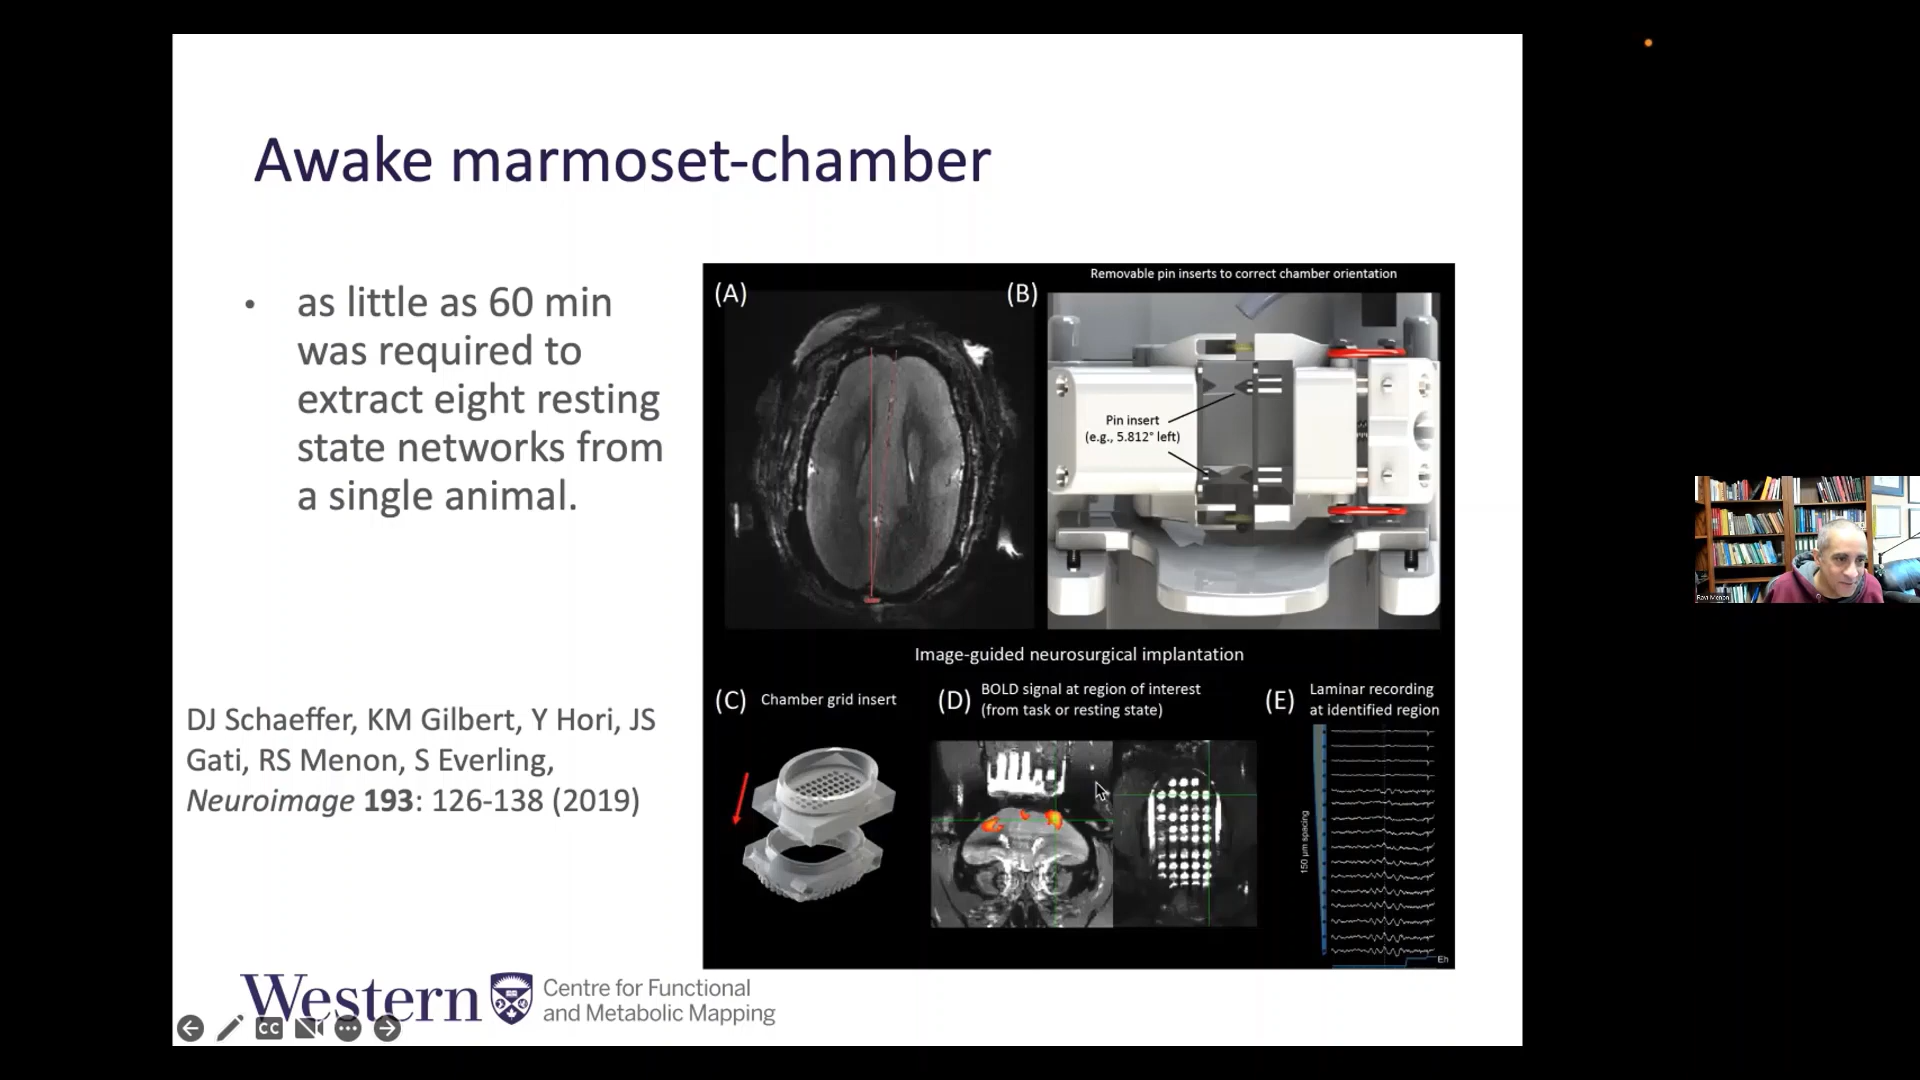 Awake marmoset-chamber
• as little as 60 min
was required to
extract eight resting
state networks from
a single animal.
DJ Schaeffer, KM Gilbert, Y Hori, JS
Gati, RS Menon, S Everling,
Neuroimage 193: 126-138 (2019)
(A)
(B)
Removable pin inserts to correct chamber orientation
Pin insert
(e.g., 5.812° left)
Image-guided neurosurgical implantation
(C) Chamber grid insert
(D) BOLD signal at region of interest
(from task or resting state)
(E) Laminar recording
at identified region
150 µm spacing
Western
Centre for Functional
and Metabolic Mapping
CC
Ravi Menon